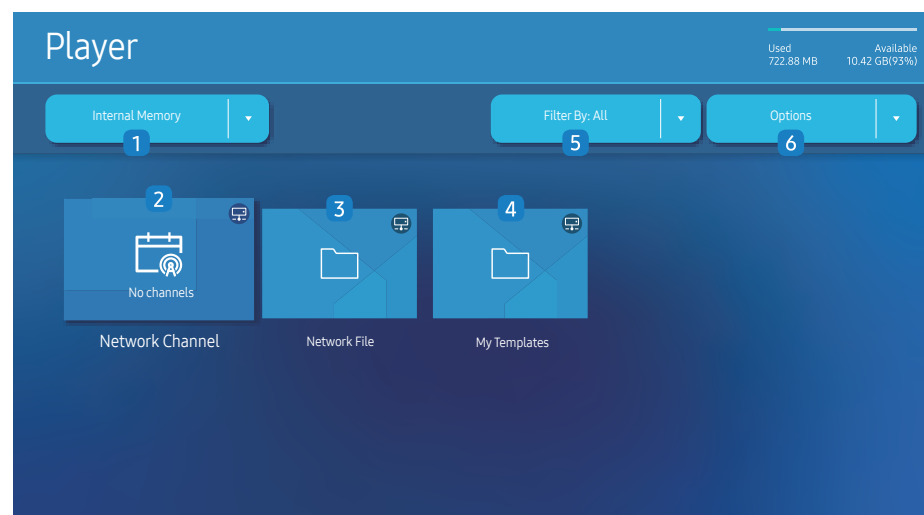 Player
Used Available
722.88 MB 10.42 GB(93%)
Internal Memory
1
Filter By: All
5
Options
6
2
No channels
Network Channel
3
Network File
4
My Templates